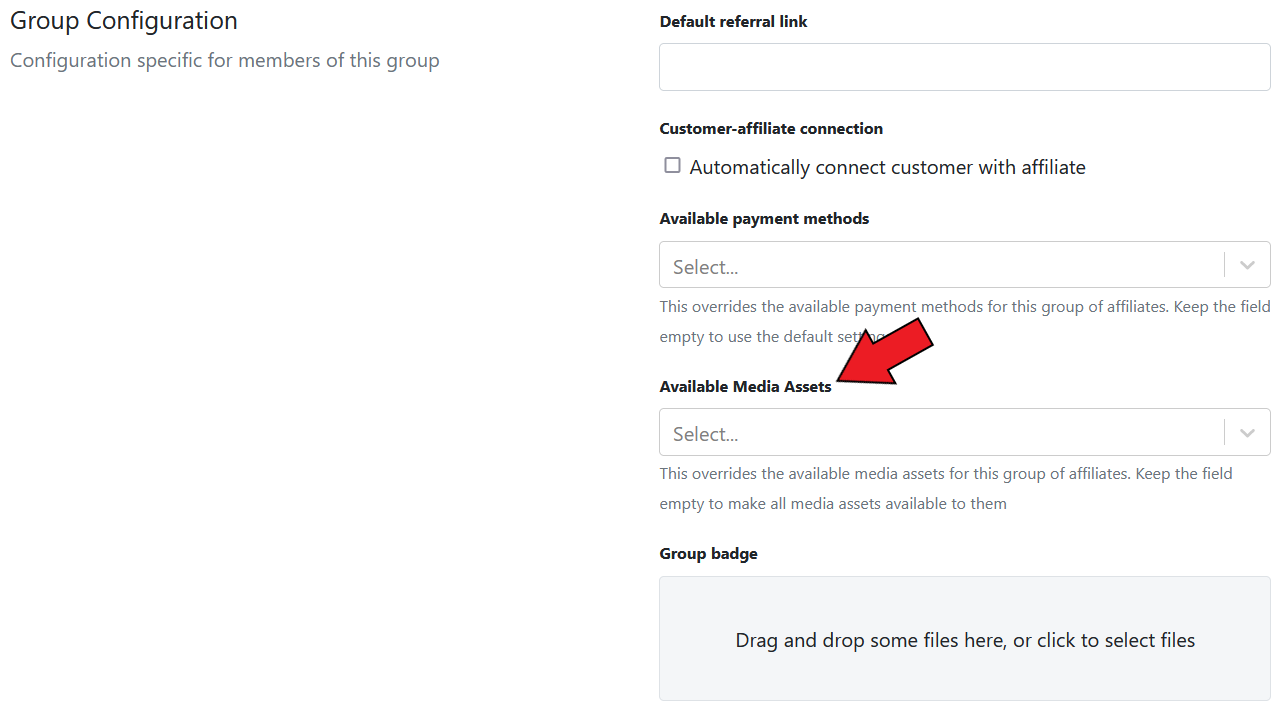 Group Configuration
Configuration specific for members of this group
Default referral link
Customer-affiliate connection
Automatically connect customer with affiliate
Available payment methods
Select...
This overrides the available payment methods for this group of affiliates. Keep the field
empty to use the default
Available Media Assets
Select...
This overrides the available media assets for this group of affiliates. Keep the field
empty to make all media assets available to them
Group badge
Drag and drop some files here, or click to select files